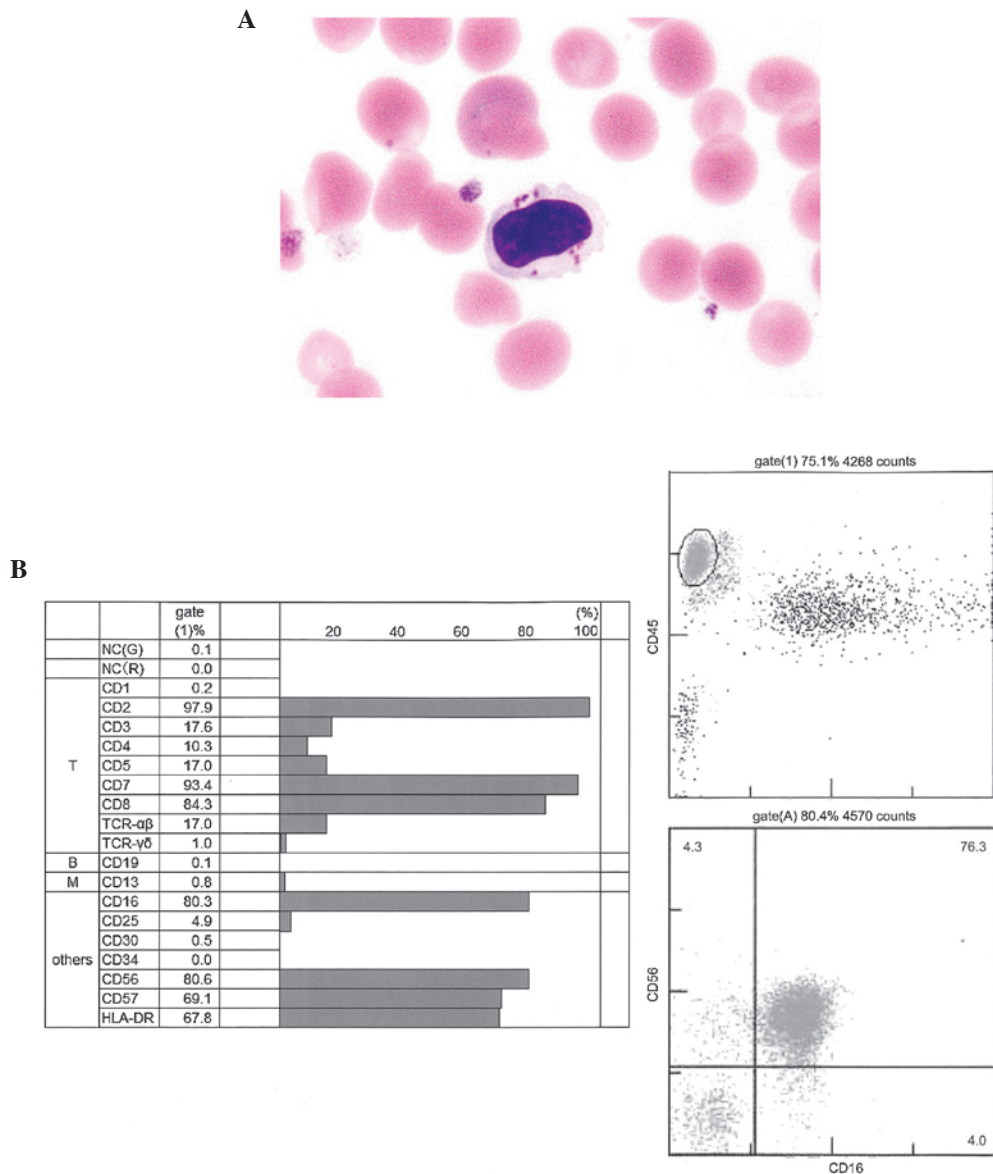 A
B
gate (1)%
(%)
20 40 60 80 100
NC(G) 0.1
NC(R) 0.0
T
CD1 0.2
CD2 97.9
CD3 17.6
CD4 10.3
CD5 17.0
CD7 93.4
CD8 84.3
TCR-αβ 17.0
TCR-γδ 1.0
B CD19 0.1
M CD13 0.8
others
CD16 80.3
CD25 4.9
CD30 0.5
CD34 0.0
CD56 80.6
CD57 69.1
HLA-DR 67.8
gate(1) 75.1% 4268 counts
CD45
gate(A) 80.4% 4570 counts
4.3 76.3
CD56
4.0
CD16